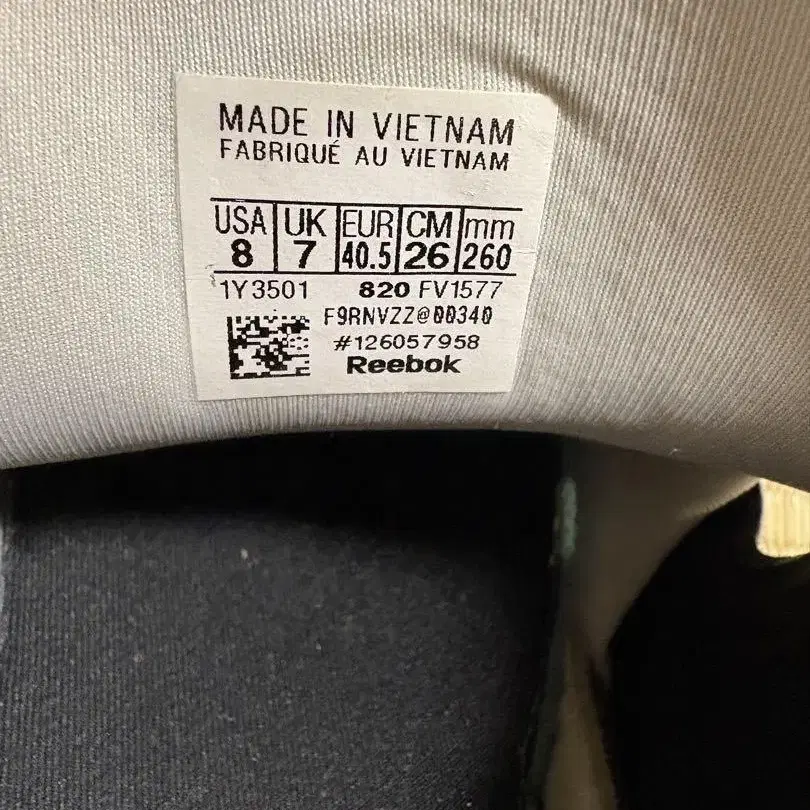 MADE IN VIETNAM
FABRIQUÉ AU VIETNAM
USA UK EUR CM mm
8 7 40.5 26 260
1Y3501 820 FV1577
F9RNVZZ@00340
#126057958
Reebok